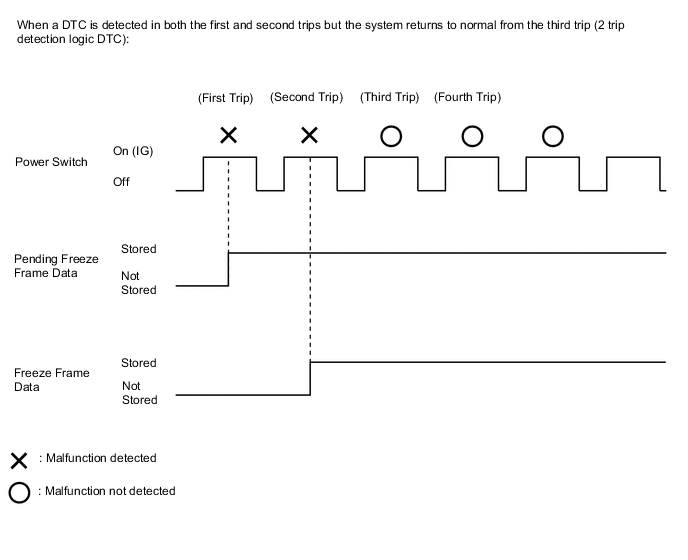 When a DTC is detected in both the first and second trips but the system returns to normal from the third trip (2 trip
detection logic DTC):
(First Trip) (Second Trip) (Third Trip) (Fourth Trip)
Power Switch
On (IG)
Off
Pending Freeze
Frame Data
Stored
Not
Stored
Freeze Frame
Data
Stored
Not
Stored
: Malfunction detected
: Malfunction not detected